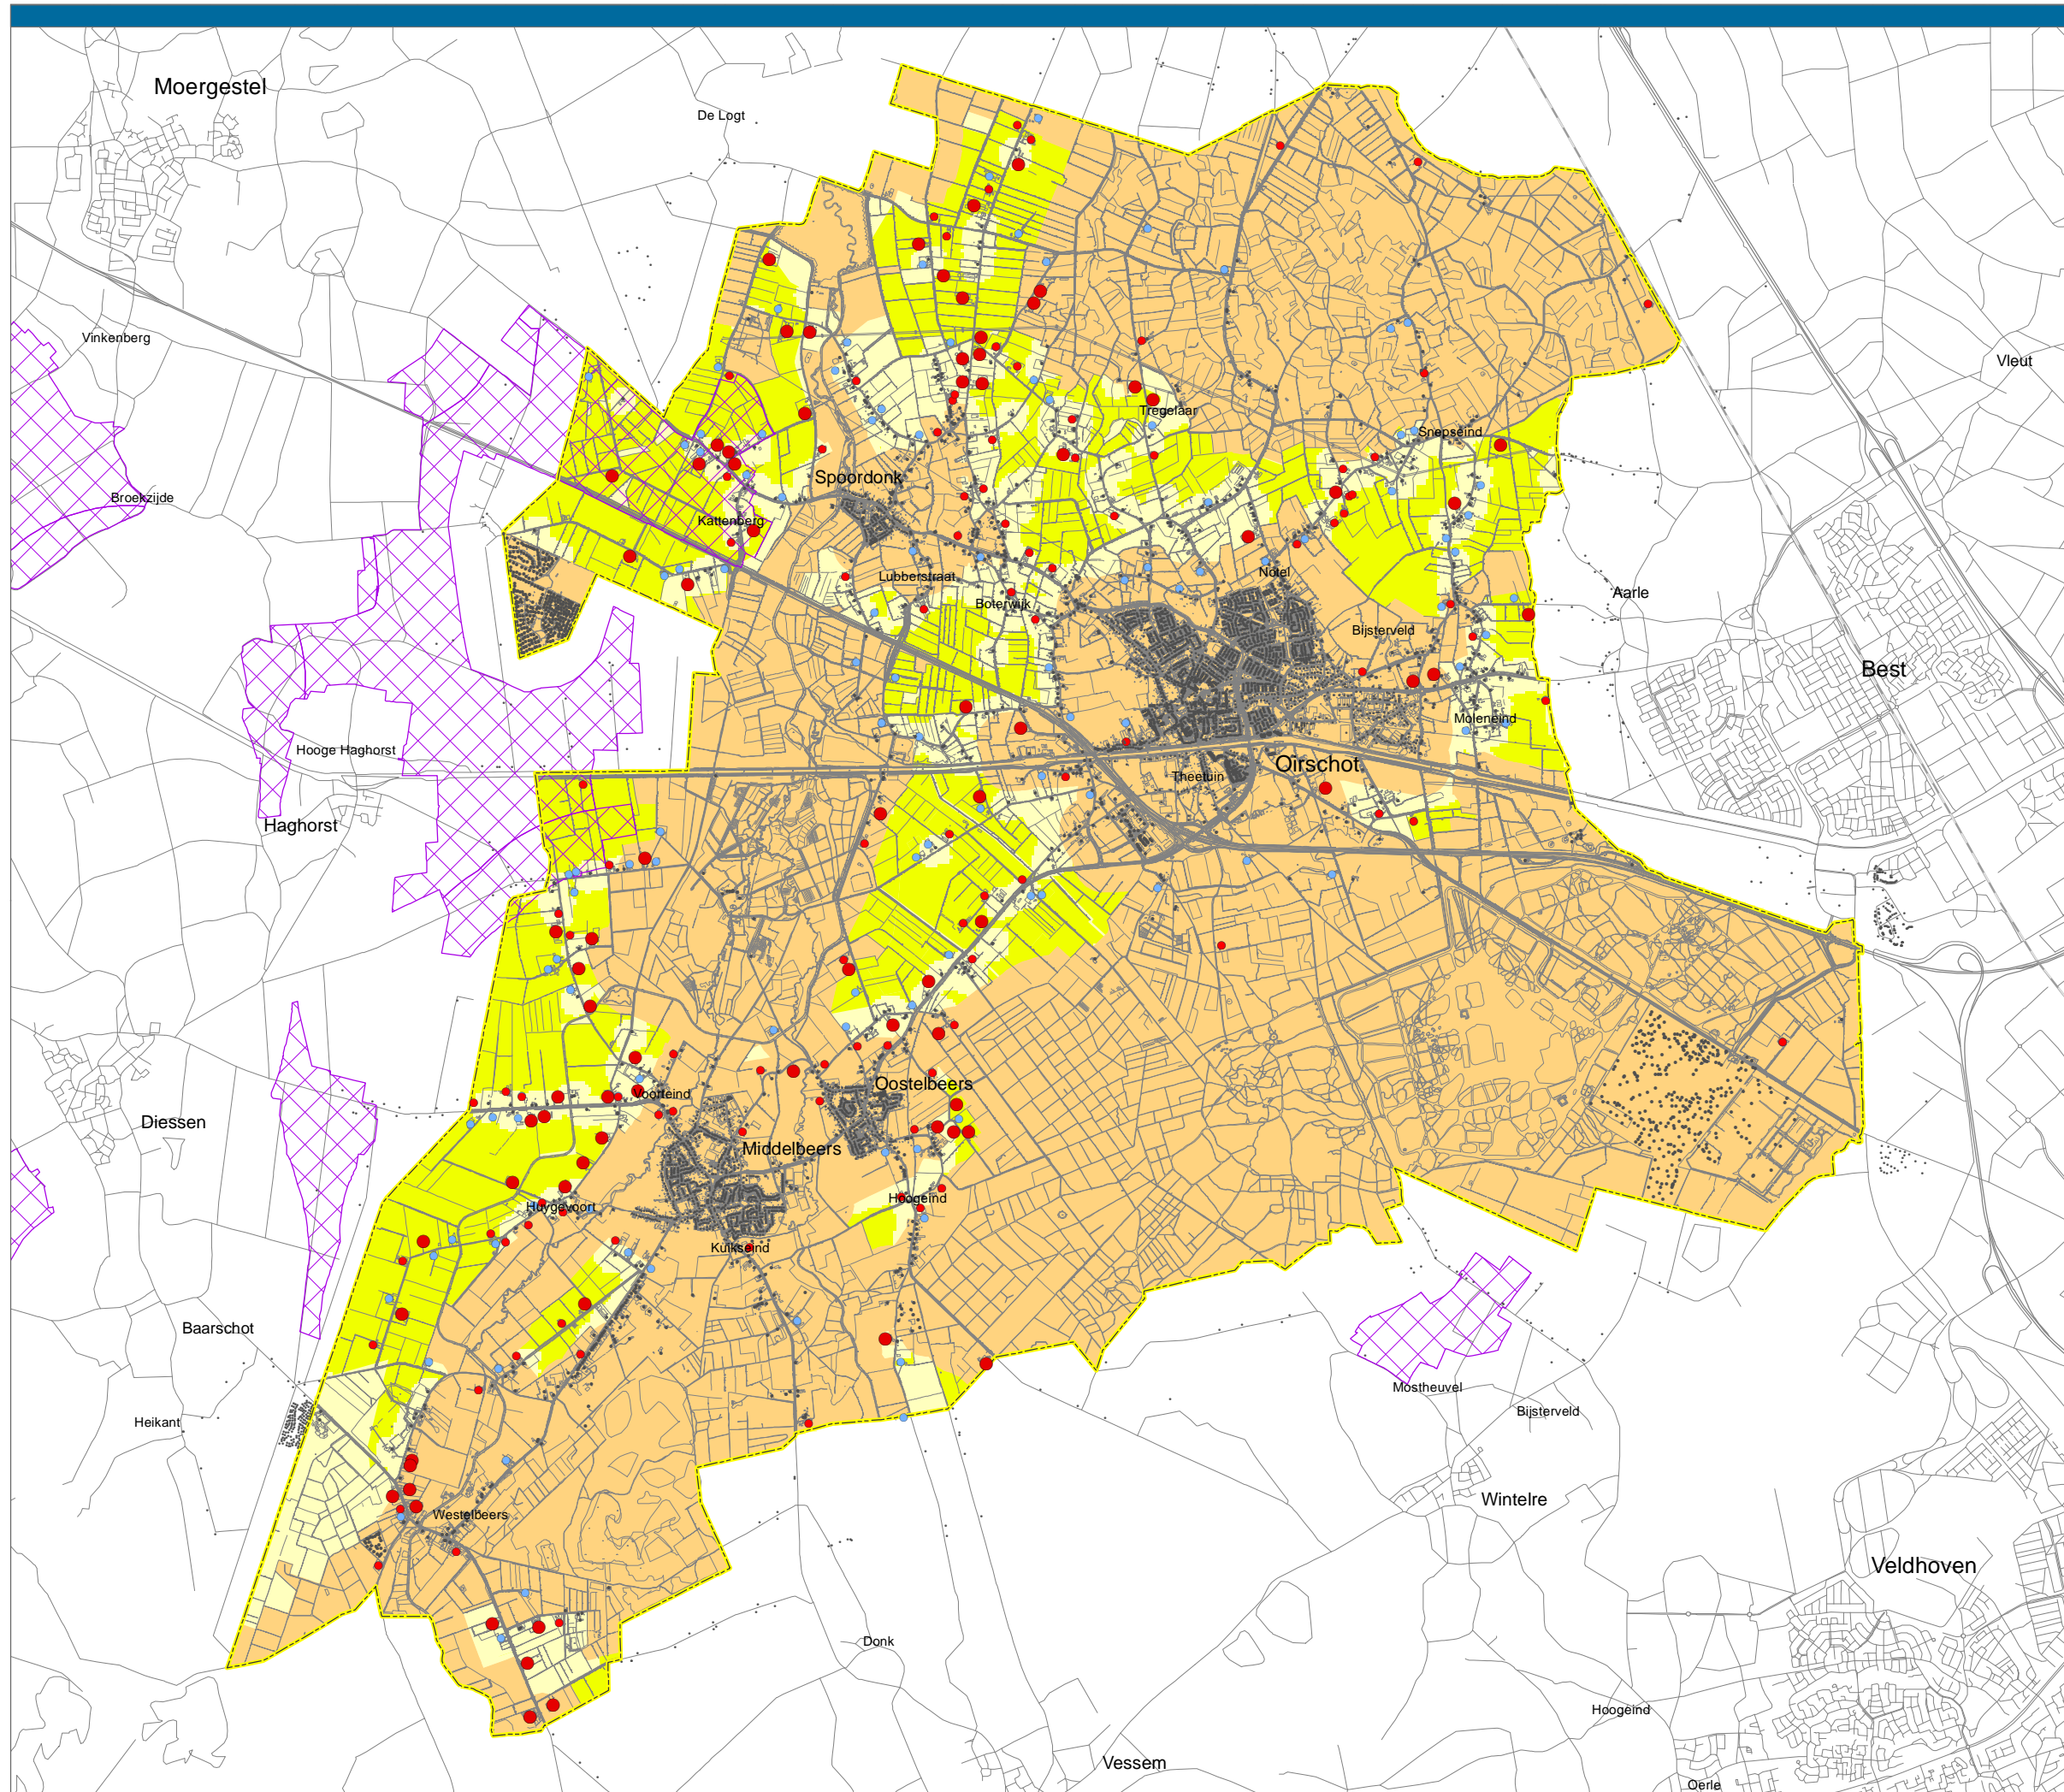 Moergestel
De Logt
Vinkenberg
Vleut
Tregelaar
Snepseind
Spoordonk
Broekzijde
Kattenberg
Notel
Lubberstraat
Aarle
Boterwijk
Bijsterveld
Best
Moleneind
Hooge Haghorst
Oirschot
Theetuin
Haghorst
Oostelbeers
Voorteind
Diessen
Middelbeers
Hoogeind
Huygevoort
Kuikseind
Baarschot
Mostheuvel
Bijsterveld
Heikant
Wintelre
Westelbeers
Veldhoven
Donk
Hoogeind
Vessem
Oerle